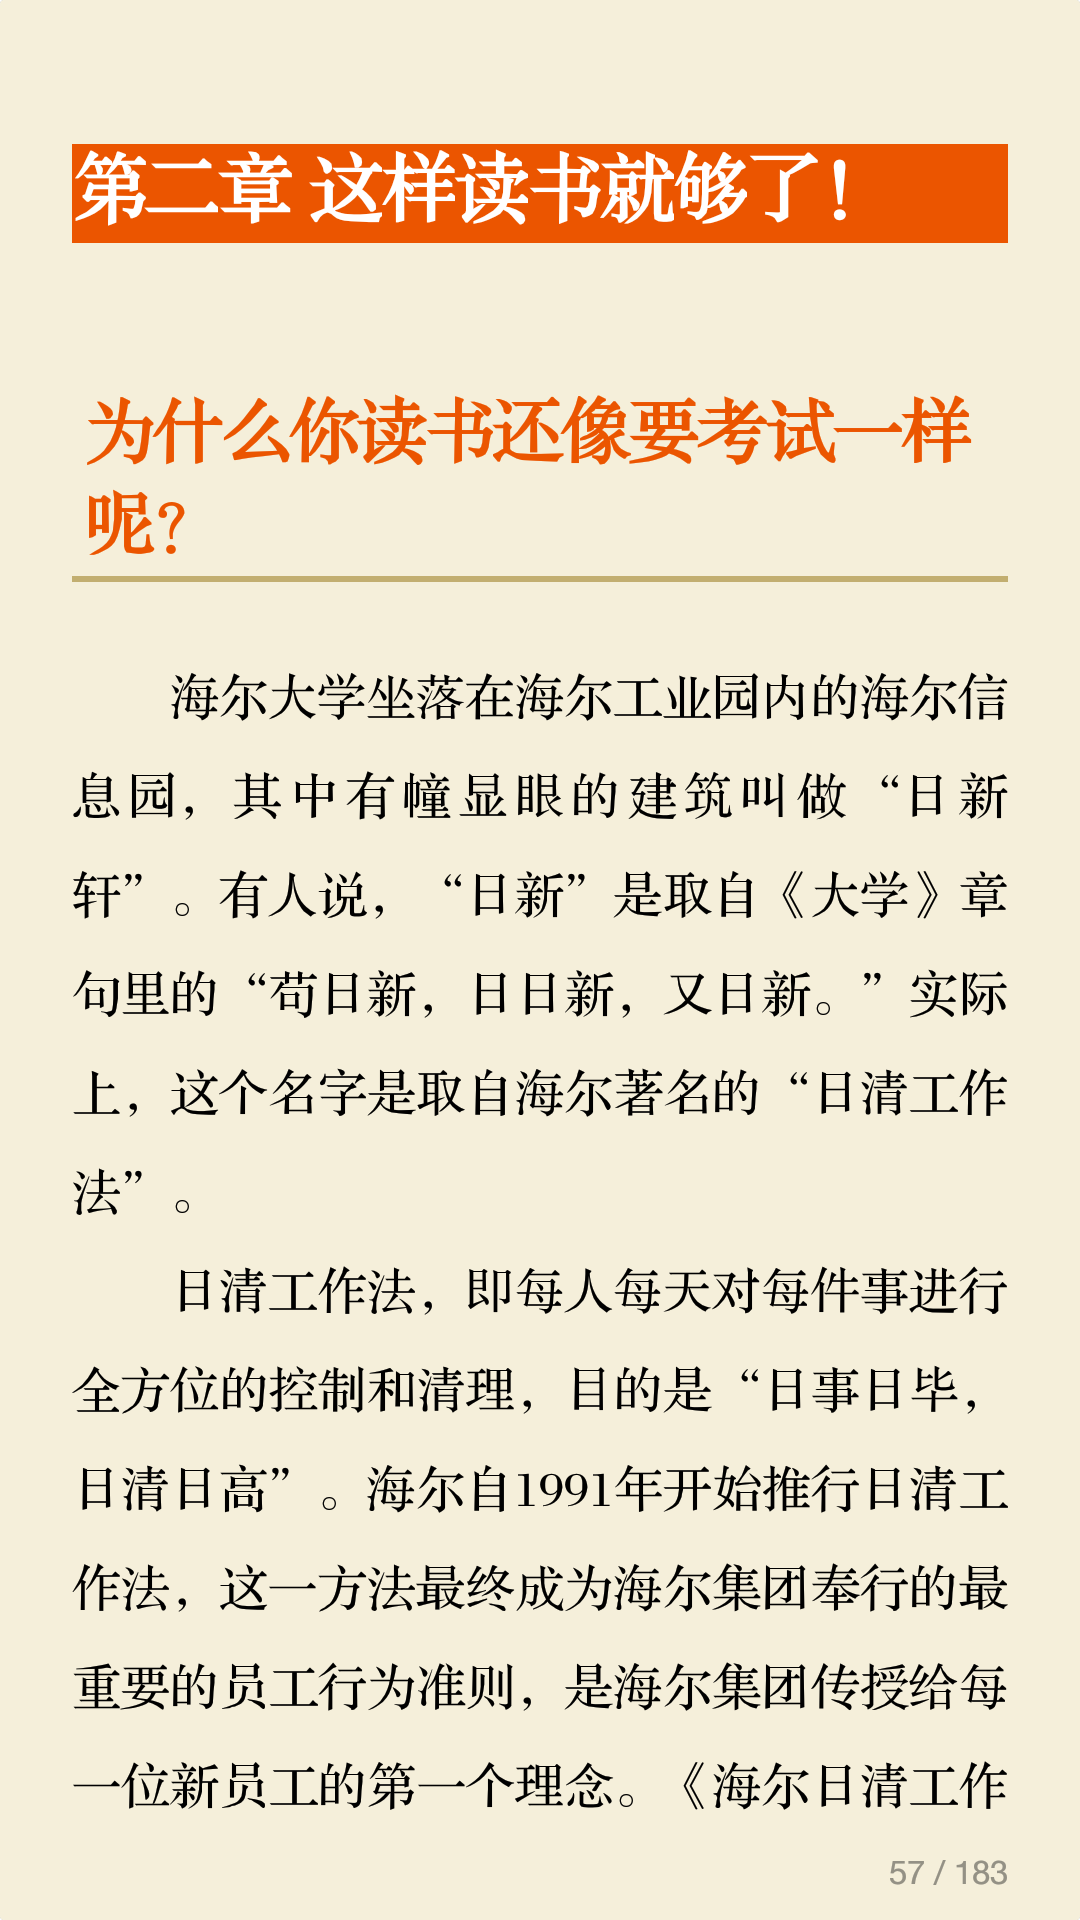 第二章 这样读书就够了！
为什么你读书还像要考试一样
呢？
海尔大学坐落在海尔工业园内的海尔信
息园，其中有幢显眼的建筑叫做“日新
轩”。有人说，“日新”是取自《大学》章
句里的“苟日新，日日新，又日新。”实际
上，这个名字是取自海尔著名的“日清工作
法”。
日清工作法，即每人每天对每件事进行
全方位的控制和清理，目的是“日事日毕，
日清日高”。海尔自1991年开始推行日清工
作法，这一方法最终成为海尔集团奉行的最
重要的员工行为准则，是海尔集团传授给每
一位新员工的第一个理念。《海尔日清工作
57 / 183